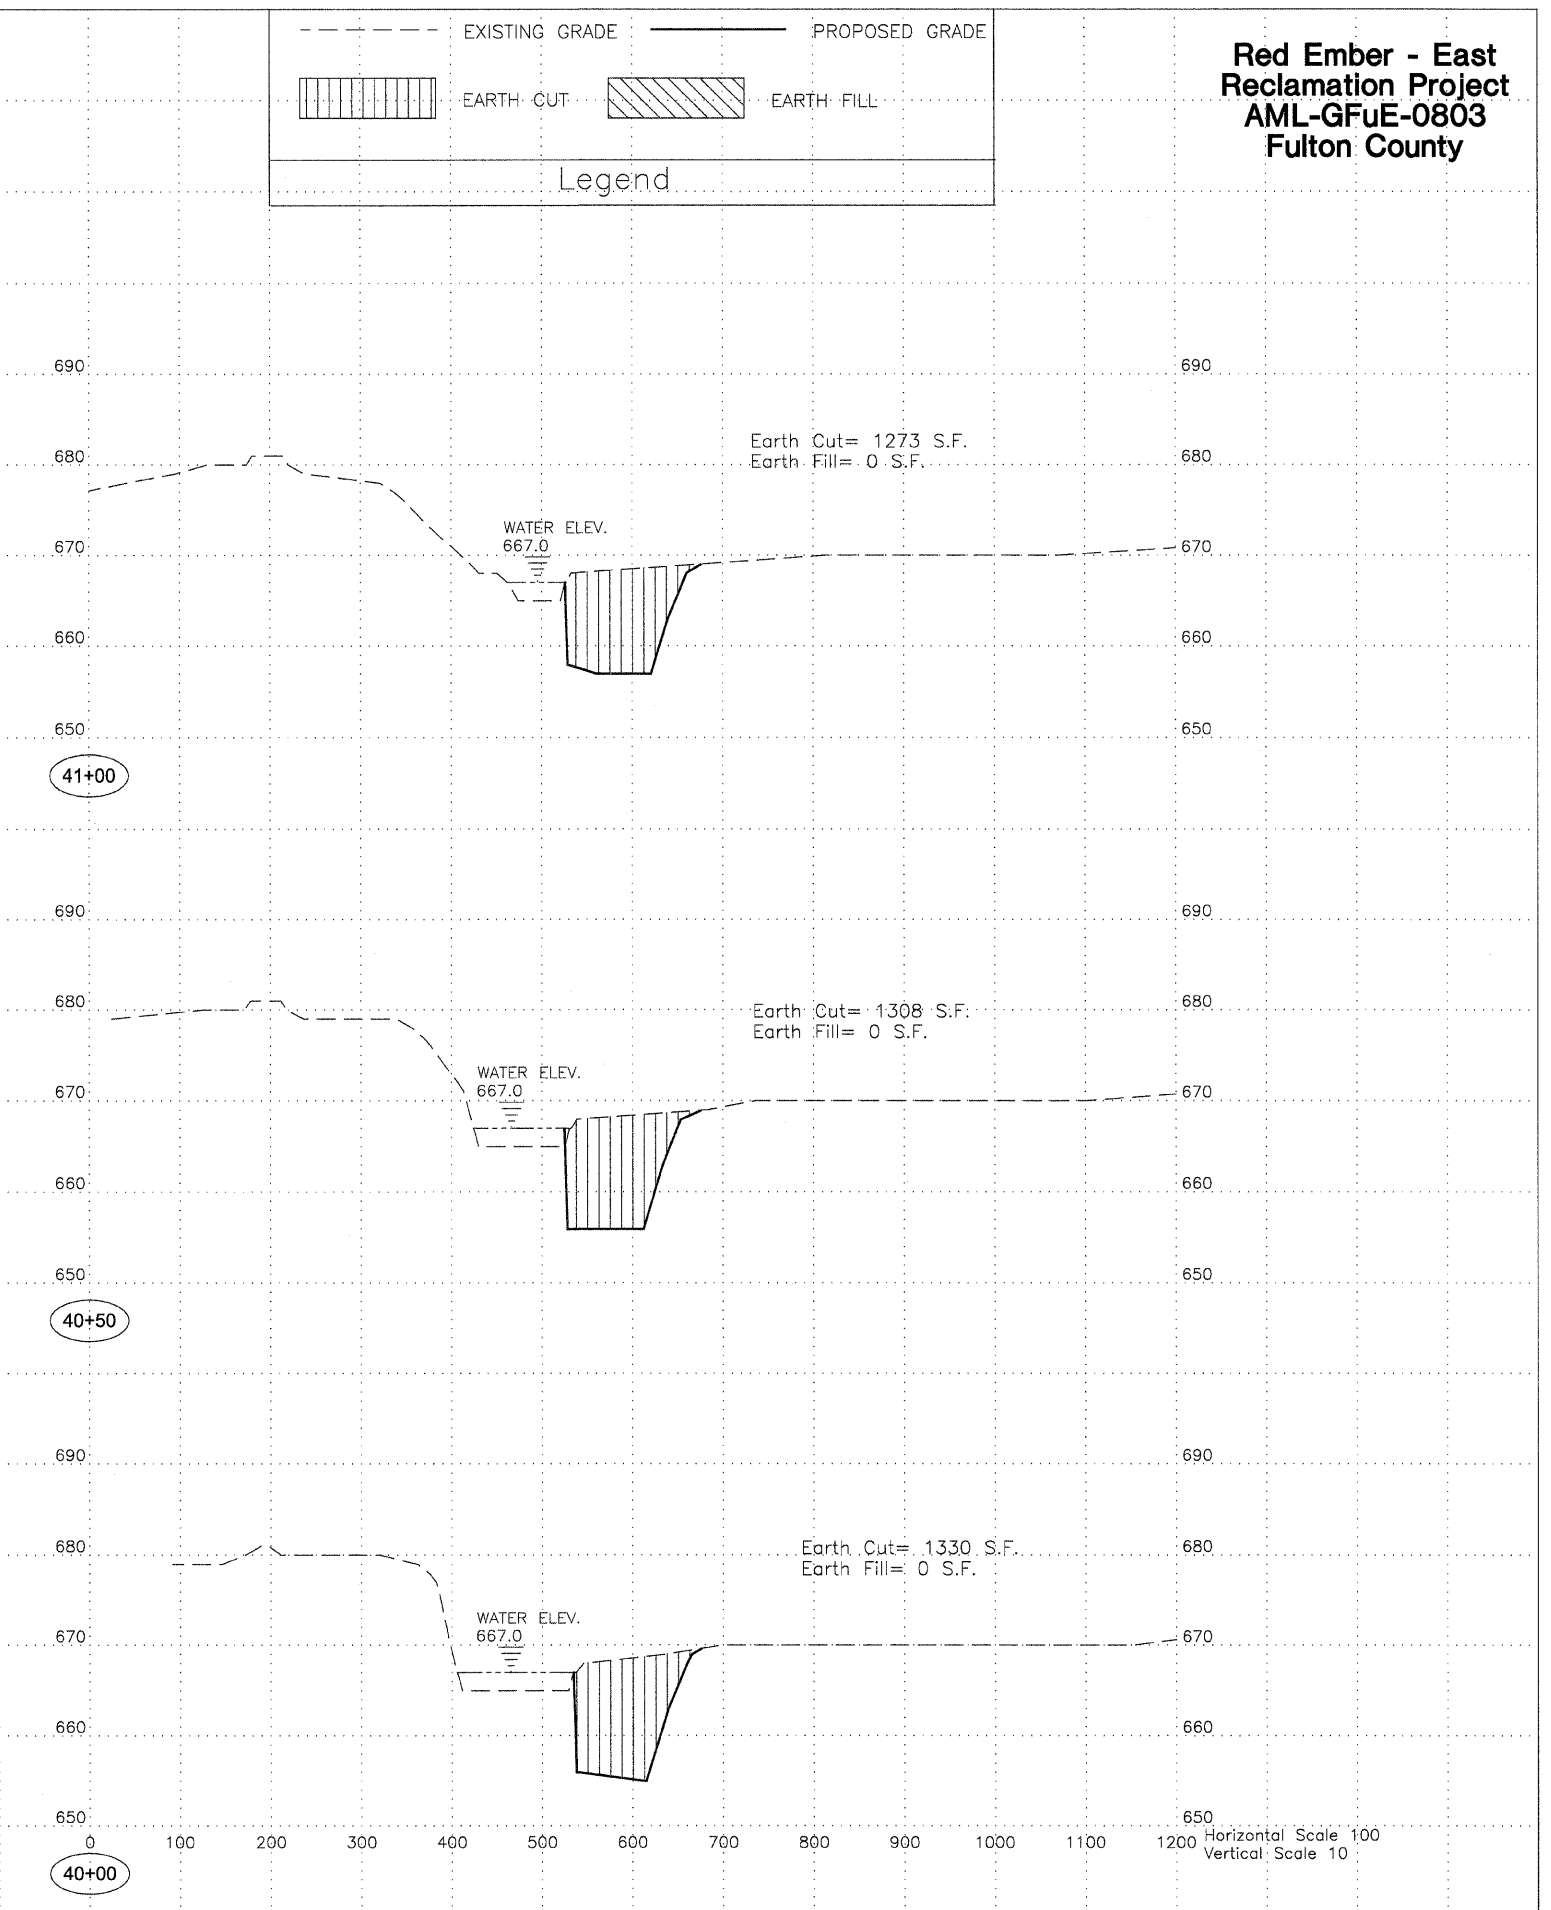 EXISTING GRADE PROPOSED GRADE
EARTH CUT EARTH FILL
Legend
Red Ember - East
Reclamation Project
AML-GFuE-0803
Fulton County
690 690
Earth Cut= 1273 S.F.
Earth Fill= 0 S.F.
680 680
WATER ELEV.
667.0
670 670
660 660
650 650
41+00
690 690
680 680
Earth Cut= 1308 S.F.
Earth Fill= 0 S.F.
WATER ELEV.
667.0
670 670
660 660
650 650
40+50
690 690
680 680
Earth Cut= 1330 S.F.
Earth Fill= 0 S.F.
WATER ELEV.
667.0
670 670
660 660
650 650
0 100 200 300 400 500 600 700 800 900 1000 1100 1200
Horizontal Scale 100
Vertical Scale 10
40+00